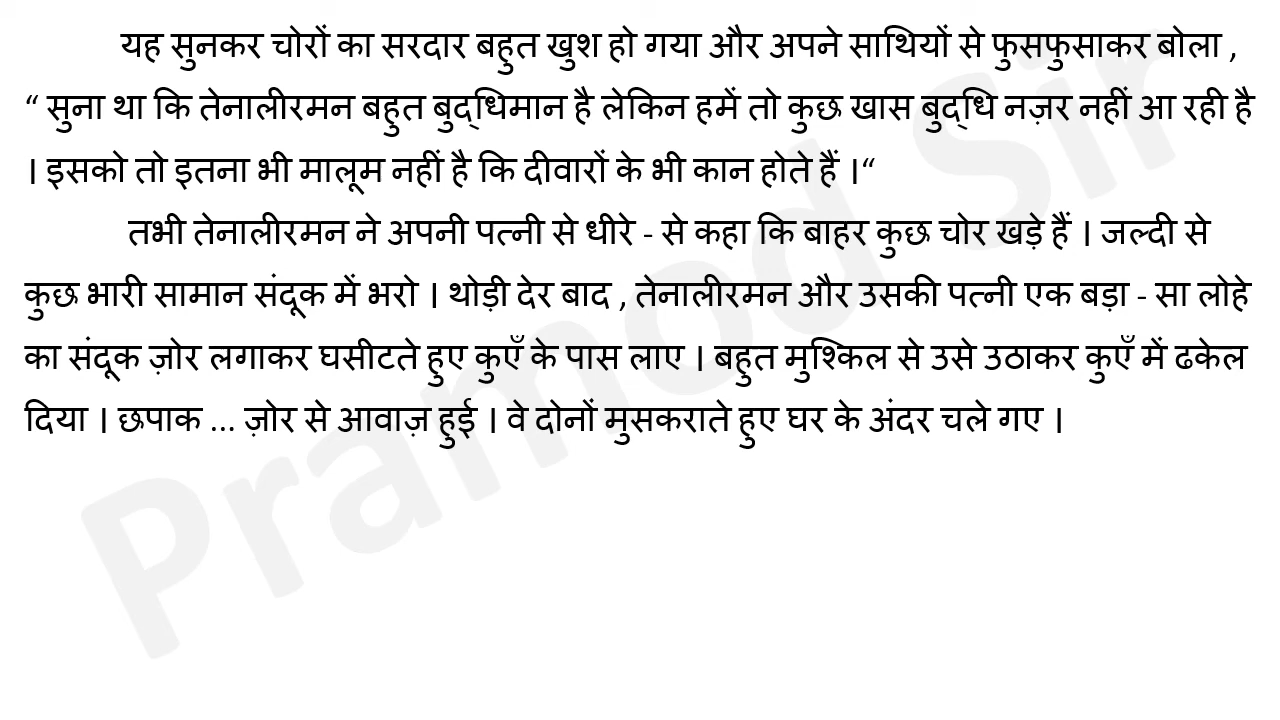 यह सुनकर चोरों का सरदार बहुत खुश हो गया और अपने साथियों से फुसफुसाकर बोला ,
“ सुना था कि तेनालीरमन बहुत बुद्‌धिमान है लेकिन हमें तो कुछ खास बुद्‌धि नज़र नहीं आ रही है
। इसको तो इतना भी मालूम नहीं है कि दीवारों के भी कान होते हैं ।“
तभी तेनालीरमन ने अपनी पत्नी से धीरे - से कहा कि बाहर कुछ चोर खड़े हैं । जल्दी से
कुछ भारी सामान संदूक में भरो । थोड़ी देर बाद , तेनालीरमन और उसकी पत्नी एक बड़ा - सा लोहे
का संदूक ज़ोर लगाकर घसीटते हुए कुएँ के पास लाए । बहुत मुश्किल से उसे उठाकर कुएँ में ढकेल
दिया । छपाक ... ज़ोर से आवाज़ हुई । वे दोनों मुसकराते हुए घर के अंदर चले गए ।
Pramod Sir